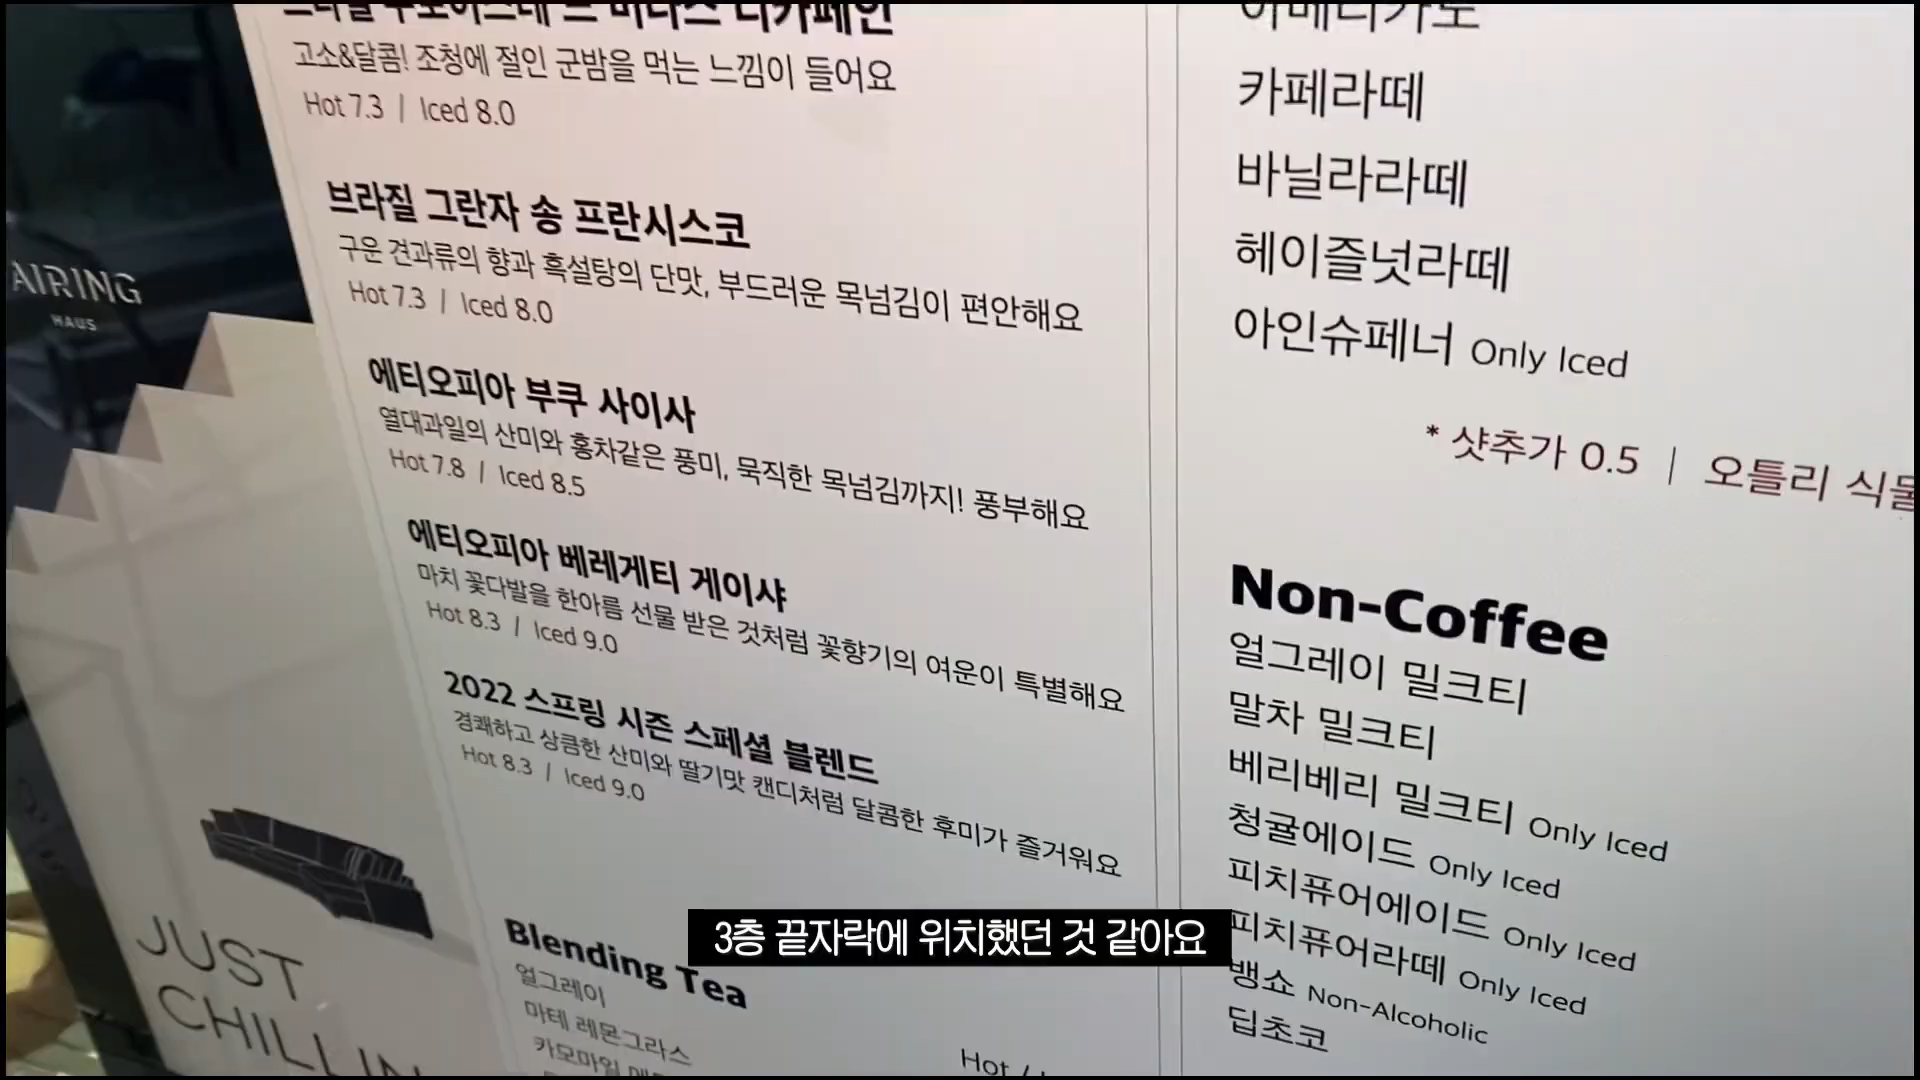 디카페인
고소&달콤! 조청에 절인 군밤을 먹는 느낌이 들어요
Hot 7.3 | Iced 8.0
브라질 그란자 송 프란시스코
구운 견과류의 향과 흑설탕의 단맛, 부드러운 목넘김이 편안해요
Hot 7.3 / Iced 8.0
에티오피아 부쿠 사이사
열대과일의 산미와 홍차같은 풍미, 묵직한 목넘김까지! 풍부해요
Hot 7.8 / Iced 8.5
에티오피아 베레게티 게이샤
마치 꽃다발을 한아름 선물 받은 것처럼 꽃향기의 여운이 특별해요
Hot 8.3 / Iced 9.0
2022 스프링 시즌 스페셜 블렌드
경쾌하고 상큼한 산미와 딸기맛 캔디처럼 달콤한 후미가 즐거워요
Hot 8.3 / Iced 9.0
Blending Tea
얼그레이
마테 레몬그라스
카모마일
Hot /
아메리카노
카페라떼
바닐라라떼
헤이즐넛라떼
아인슈페너 Only Iced
* 샷추가 0.5 | 오틀리 식물
Non-Coffee
얼그레이 밀크티
말차 밀크티
베리베리 밀크티 Only Iced
청귤에이드 Only Iced
피치퓨어에이드 Only Iced
피치퓨어라떼 Only Iced
뱅쇼 Non-Alcoholic
딥초코
AIRING
HAUS
JUST
CHILLIN
3층 끝자락에 위치했던 것 같아요